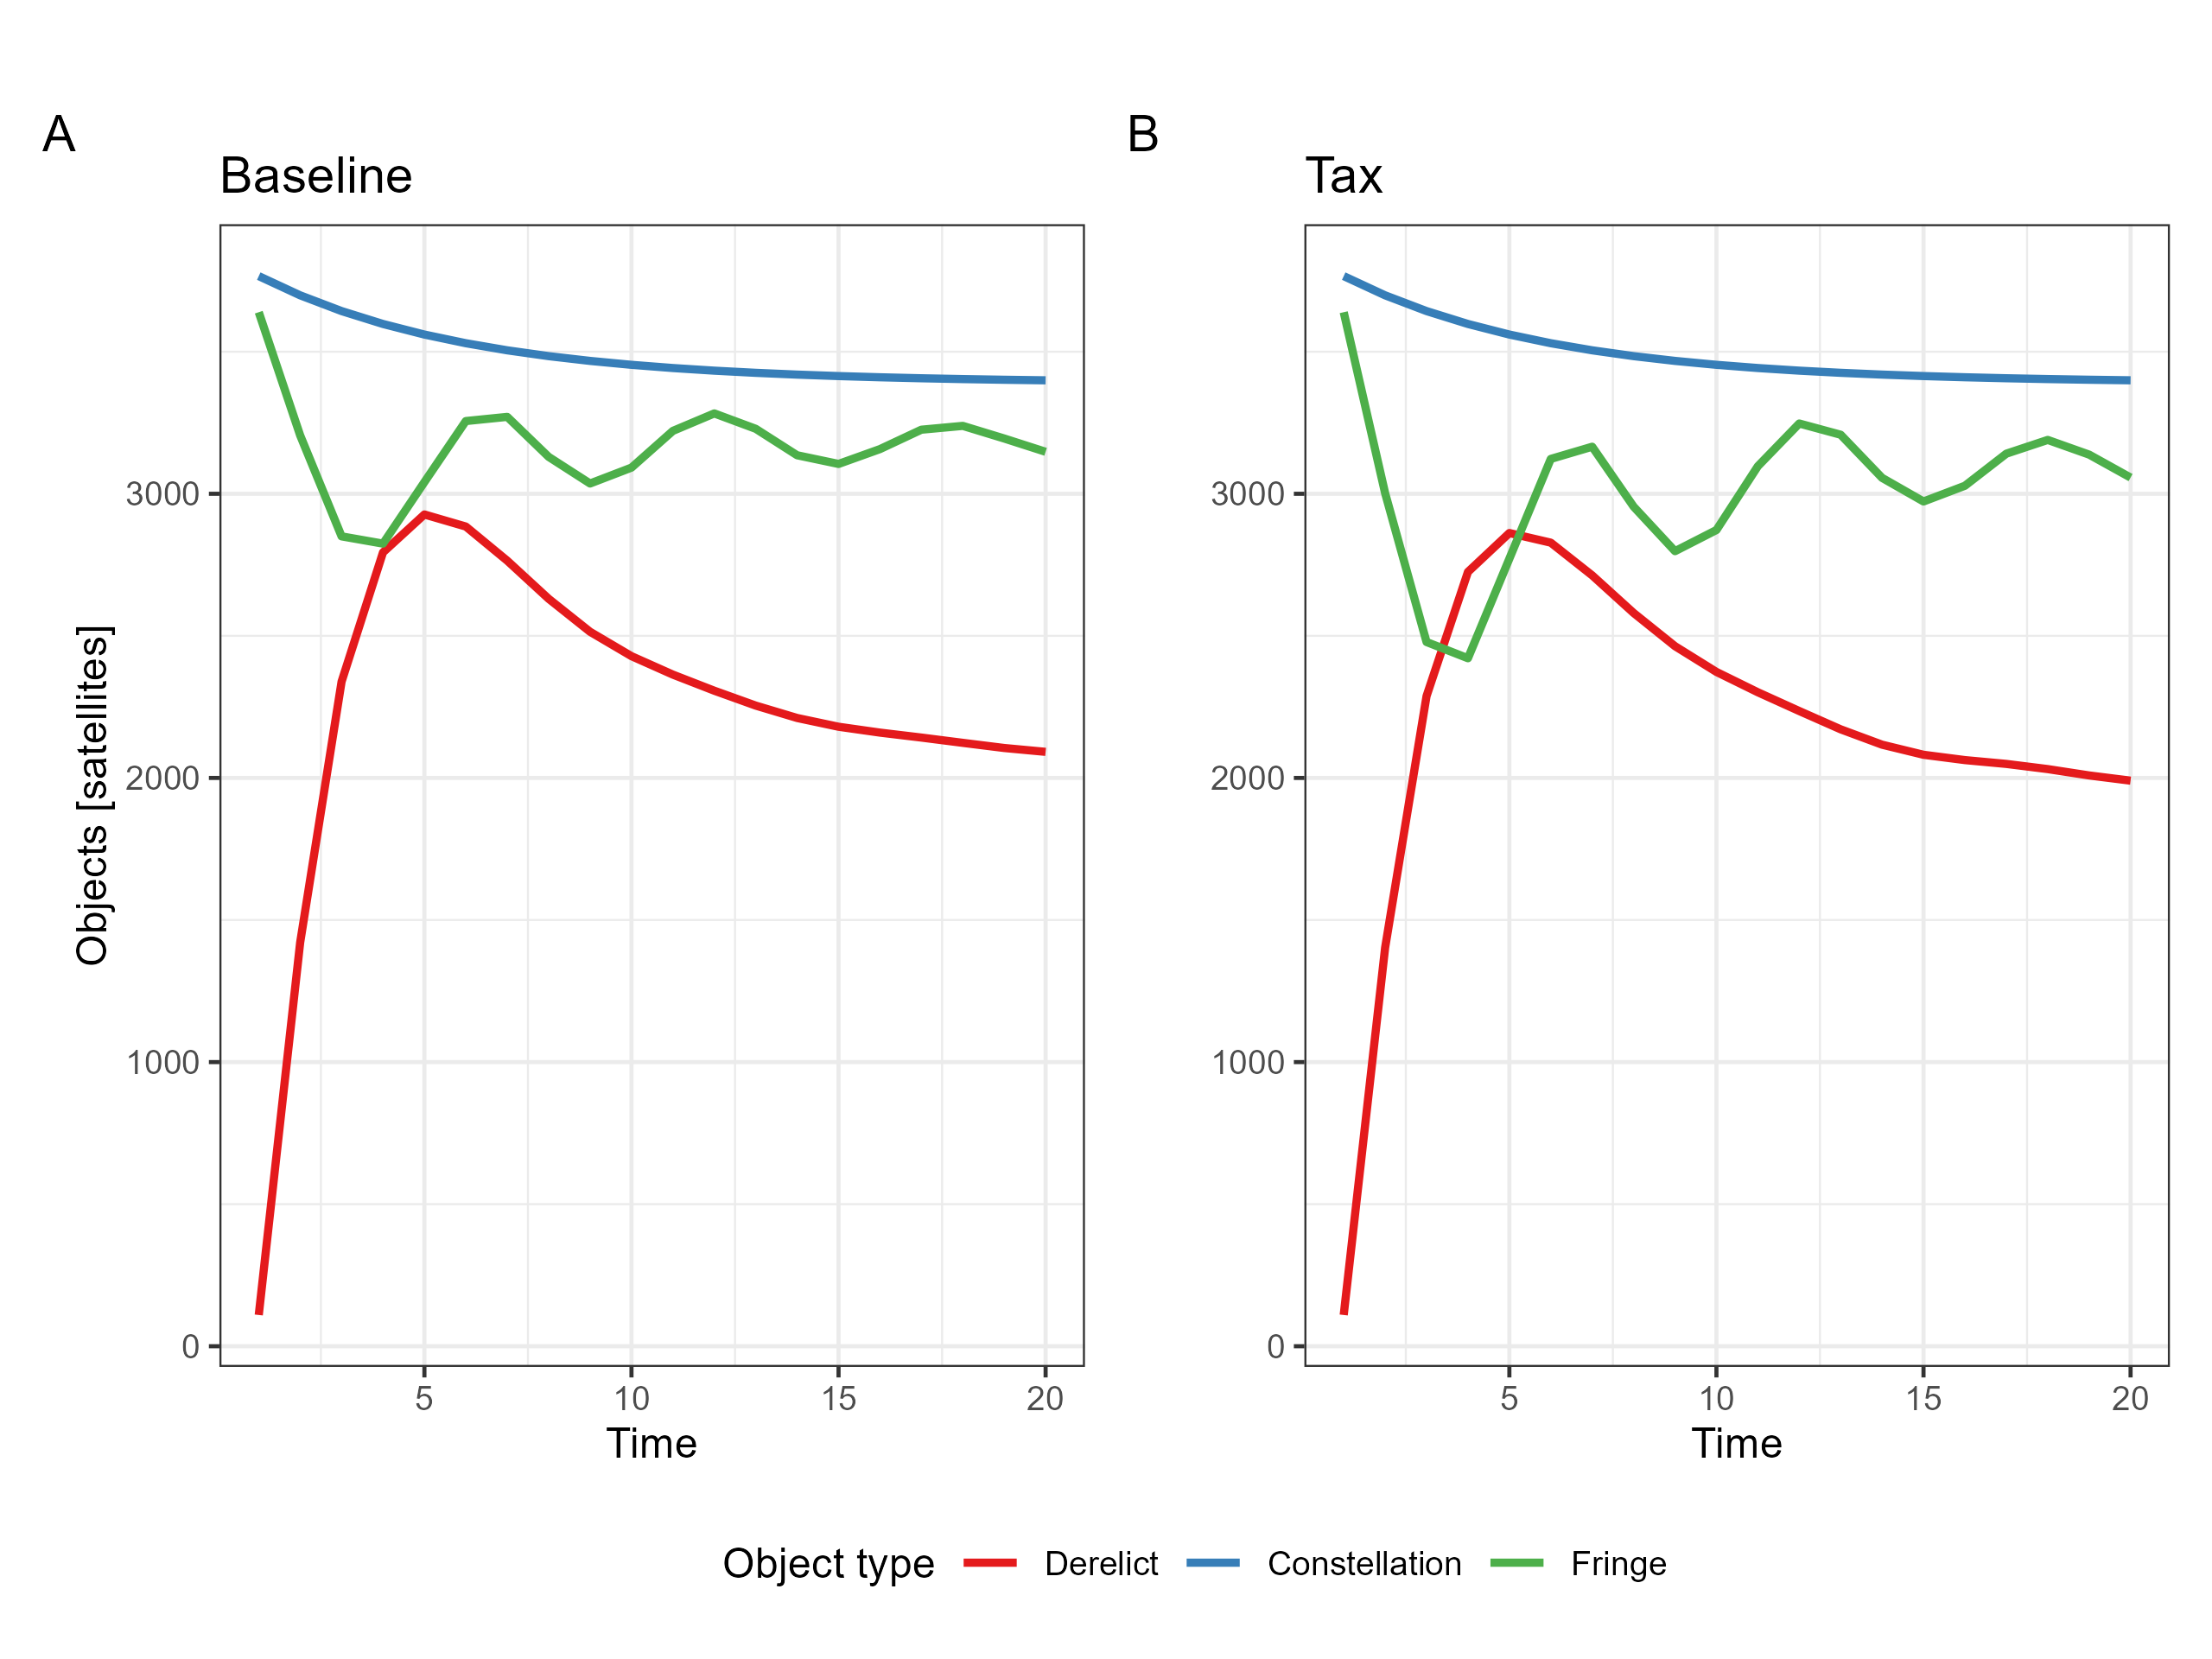 A
Baseline
Objects [satellites]
3000
2000
1000
0
5 10 15 20
Time
B
Tax
3000
2000
1000
0
5 10 15 20
Time
Object type Derelict Constellation Fringe